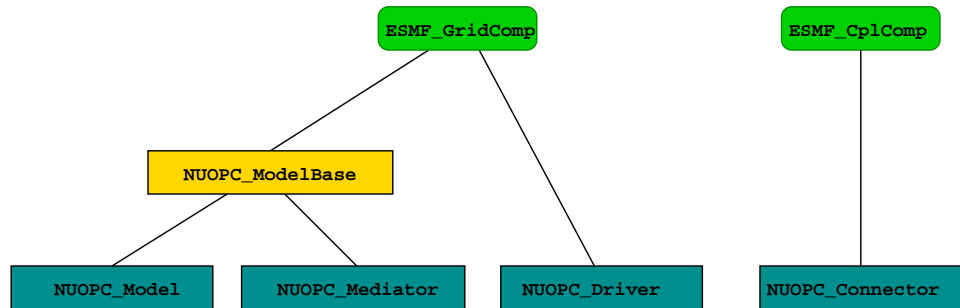 ESMF_GridComp
ESMF_CplComp
NUOPC_ModelBase
NUOPC_Model
NUOPC_Mediator
NUOPC_Driver
NUOPC_Connector